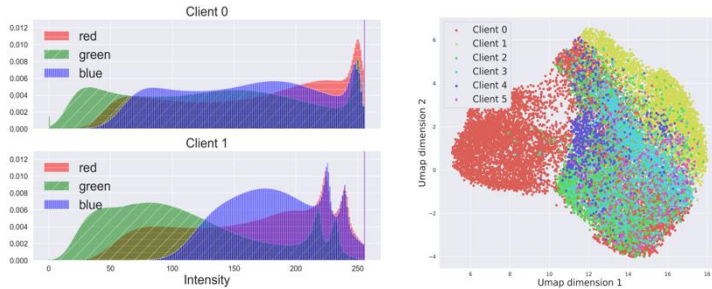 Client 0
0.012
0.010
0.008
0.006
0.004
0.002
0.000
red
green
blue
Client 1
0.012
0.010
0.008
0.006
0.004
0.002
0.000
red
green
blue
0 50 100 150 200 250
Intensity
Client 0
Client 1
Client 2
Client 3
Client 4
Client 5
Umap dimension 2
6
4
2
0
−2
−4
6 8 10 12 14 16 18
Umap dimension 1